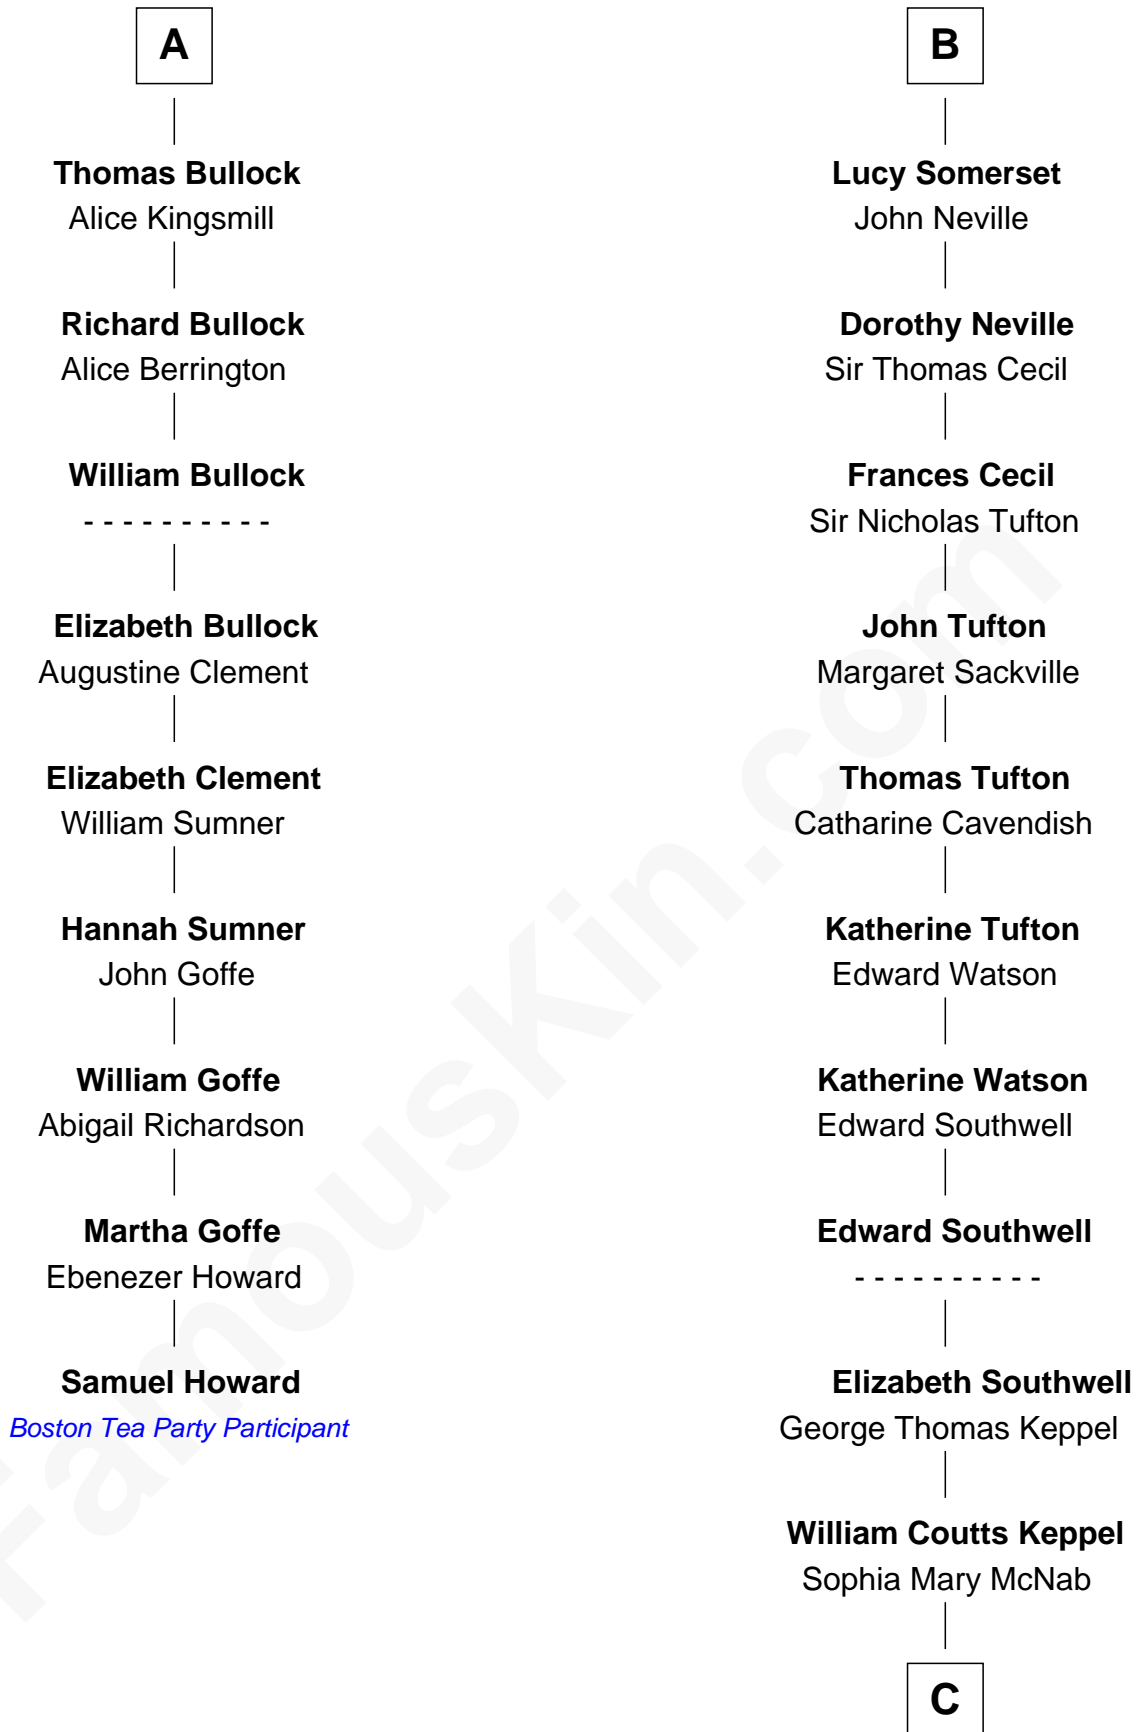 A
Thomas Bullock
Alice Kingsmill
Richard Bullock
Alice Berrington
William Bullock
- - - - - - - - - -
Elizabeth Bullock
Augustine Clement
Elizabeth Clement
William Sumner
Hannah Sumner
John Goffe
William Goffe
Abigail Richardson
Martha Goffe
Ebenezer Howard
Samuel Howard
Boston Tea Party Participant
B
Lucy Somerset
John Neville
Dorothy Neville
Sir Thomas Cecil
Frances Cecil
Sir Nicholas Tufton
John Tufton
Margaret Sackville
Thomas Tufton
Catharine Cavendish
Katherine Tufton
Edward Watson
Katherine Watson
Edward Southwell
Edward Southwell
- - - - - - - - - -
Elizabeth Southwell
George Thomas Keppel
William Coutts Keppel
Sophia Mary McNab
C
FamousKin.com